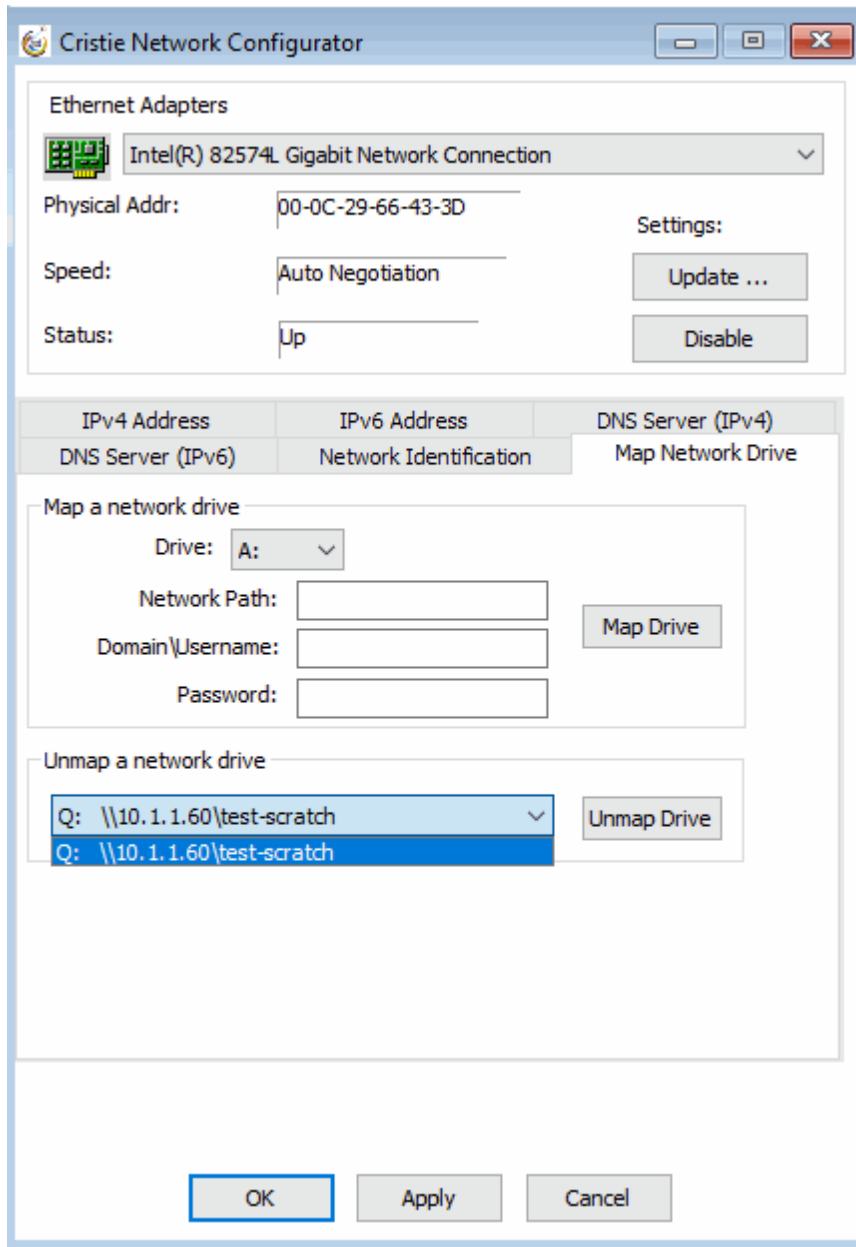 Cristie Network Configurator
Ethernet Adapters
Intel(R) 82574L Gigabit Network Connection
Physical Addr: 00-0C-29-66-43-3D
Settings:
Speed: Auto Negotiation
Update ...
Status: Up
Disable
IPv4 Address IPv6 Address DNS Server (IPv4)
DNS Server (IPv6) Network Identification Map Network Drive
Map a network drive
Drive: A:
Network Path:
Map Drive
Domain\Username:
Password:
Unmap a network drive
Q: \\10.1.1.60\test-scratch Unmap Drive
Q: \\10.1.1.60\test-scratch
OK Apply Cancel